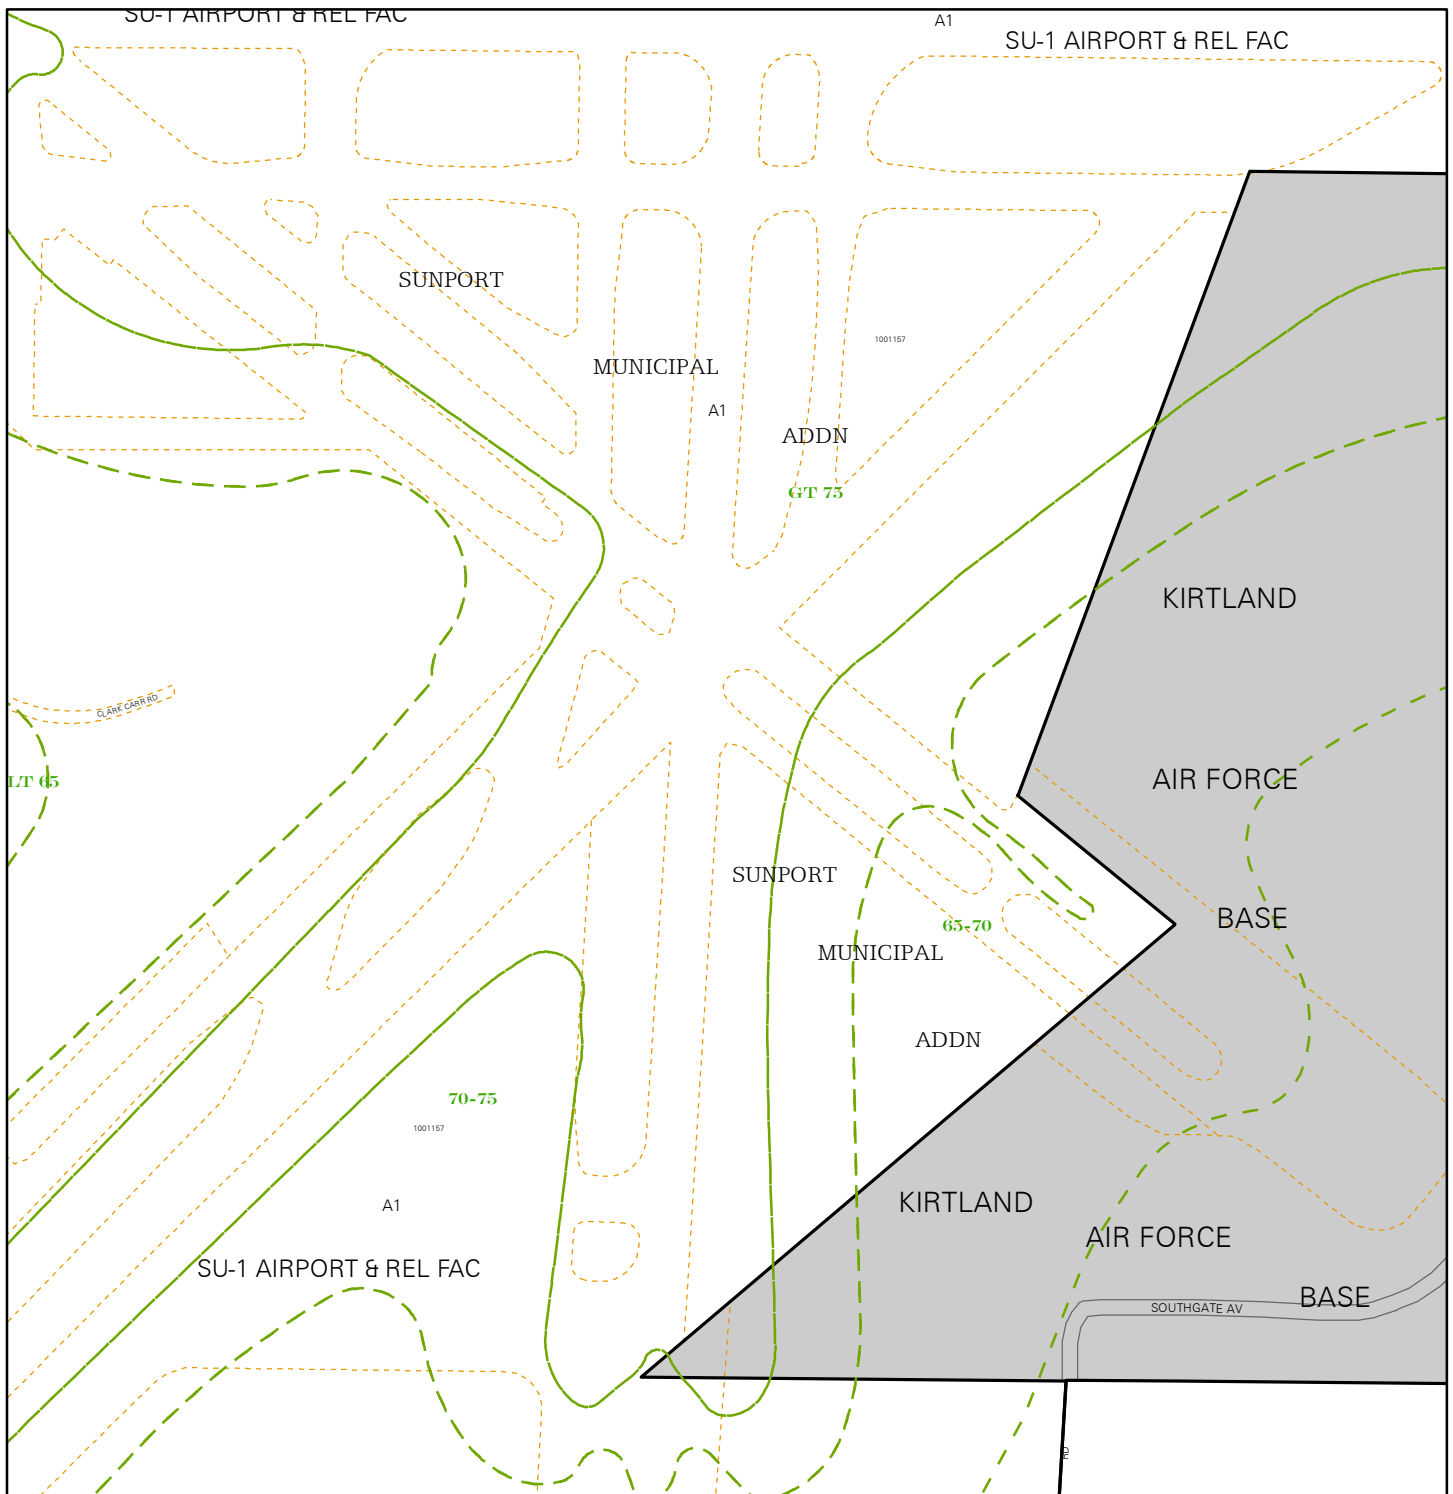 SU-1 AIRPORT & REL FAC
A1
SU-1 AIRPORT & REL FAC
SUNPORT
1001157
MUNICIPAL
A1
ADDN
GT 75
KIRTLAND
CLARK CARR RD
LT 65
AIR FORCE
SUNPORT
BASE
65-70
MUNICIPAL
ADDN
70-75
1001157
A1
KIRTLAND
AIR FORCE
SU-1 AIRPORT & REL FAC
BASE
SOUTHGATE AV
RD